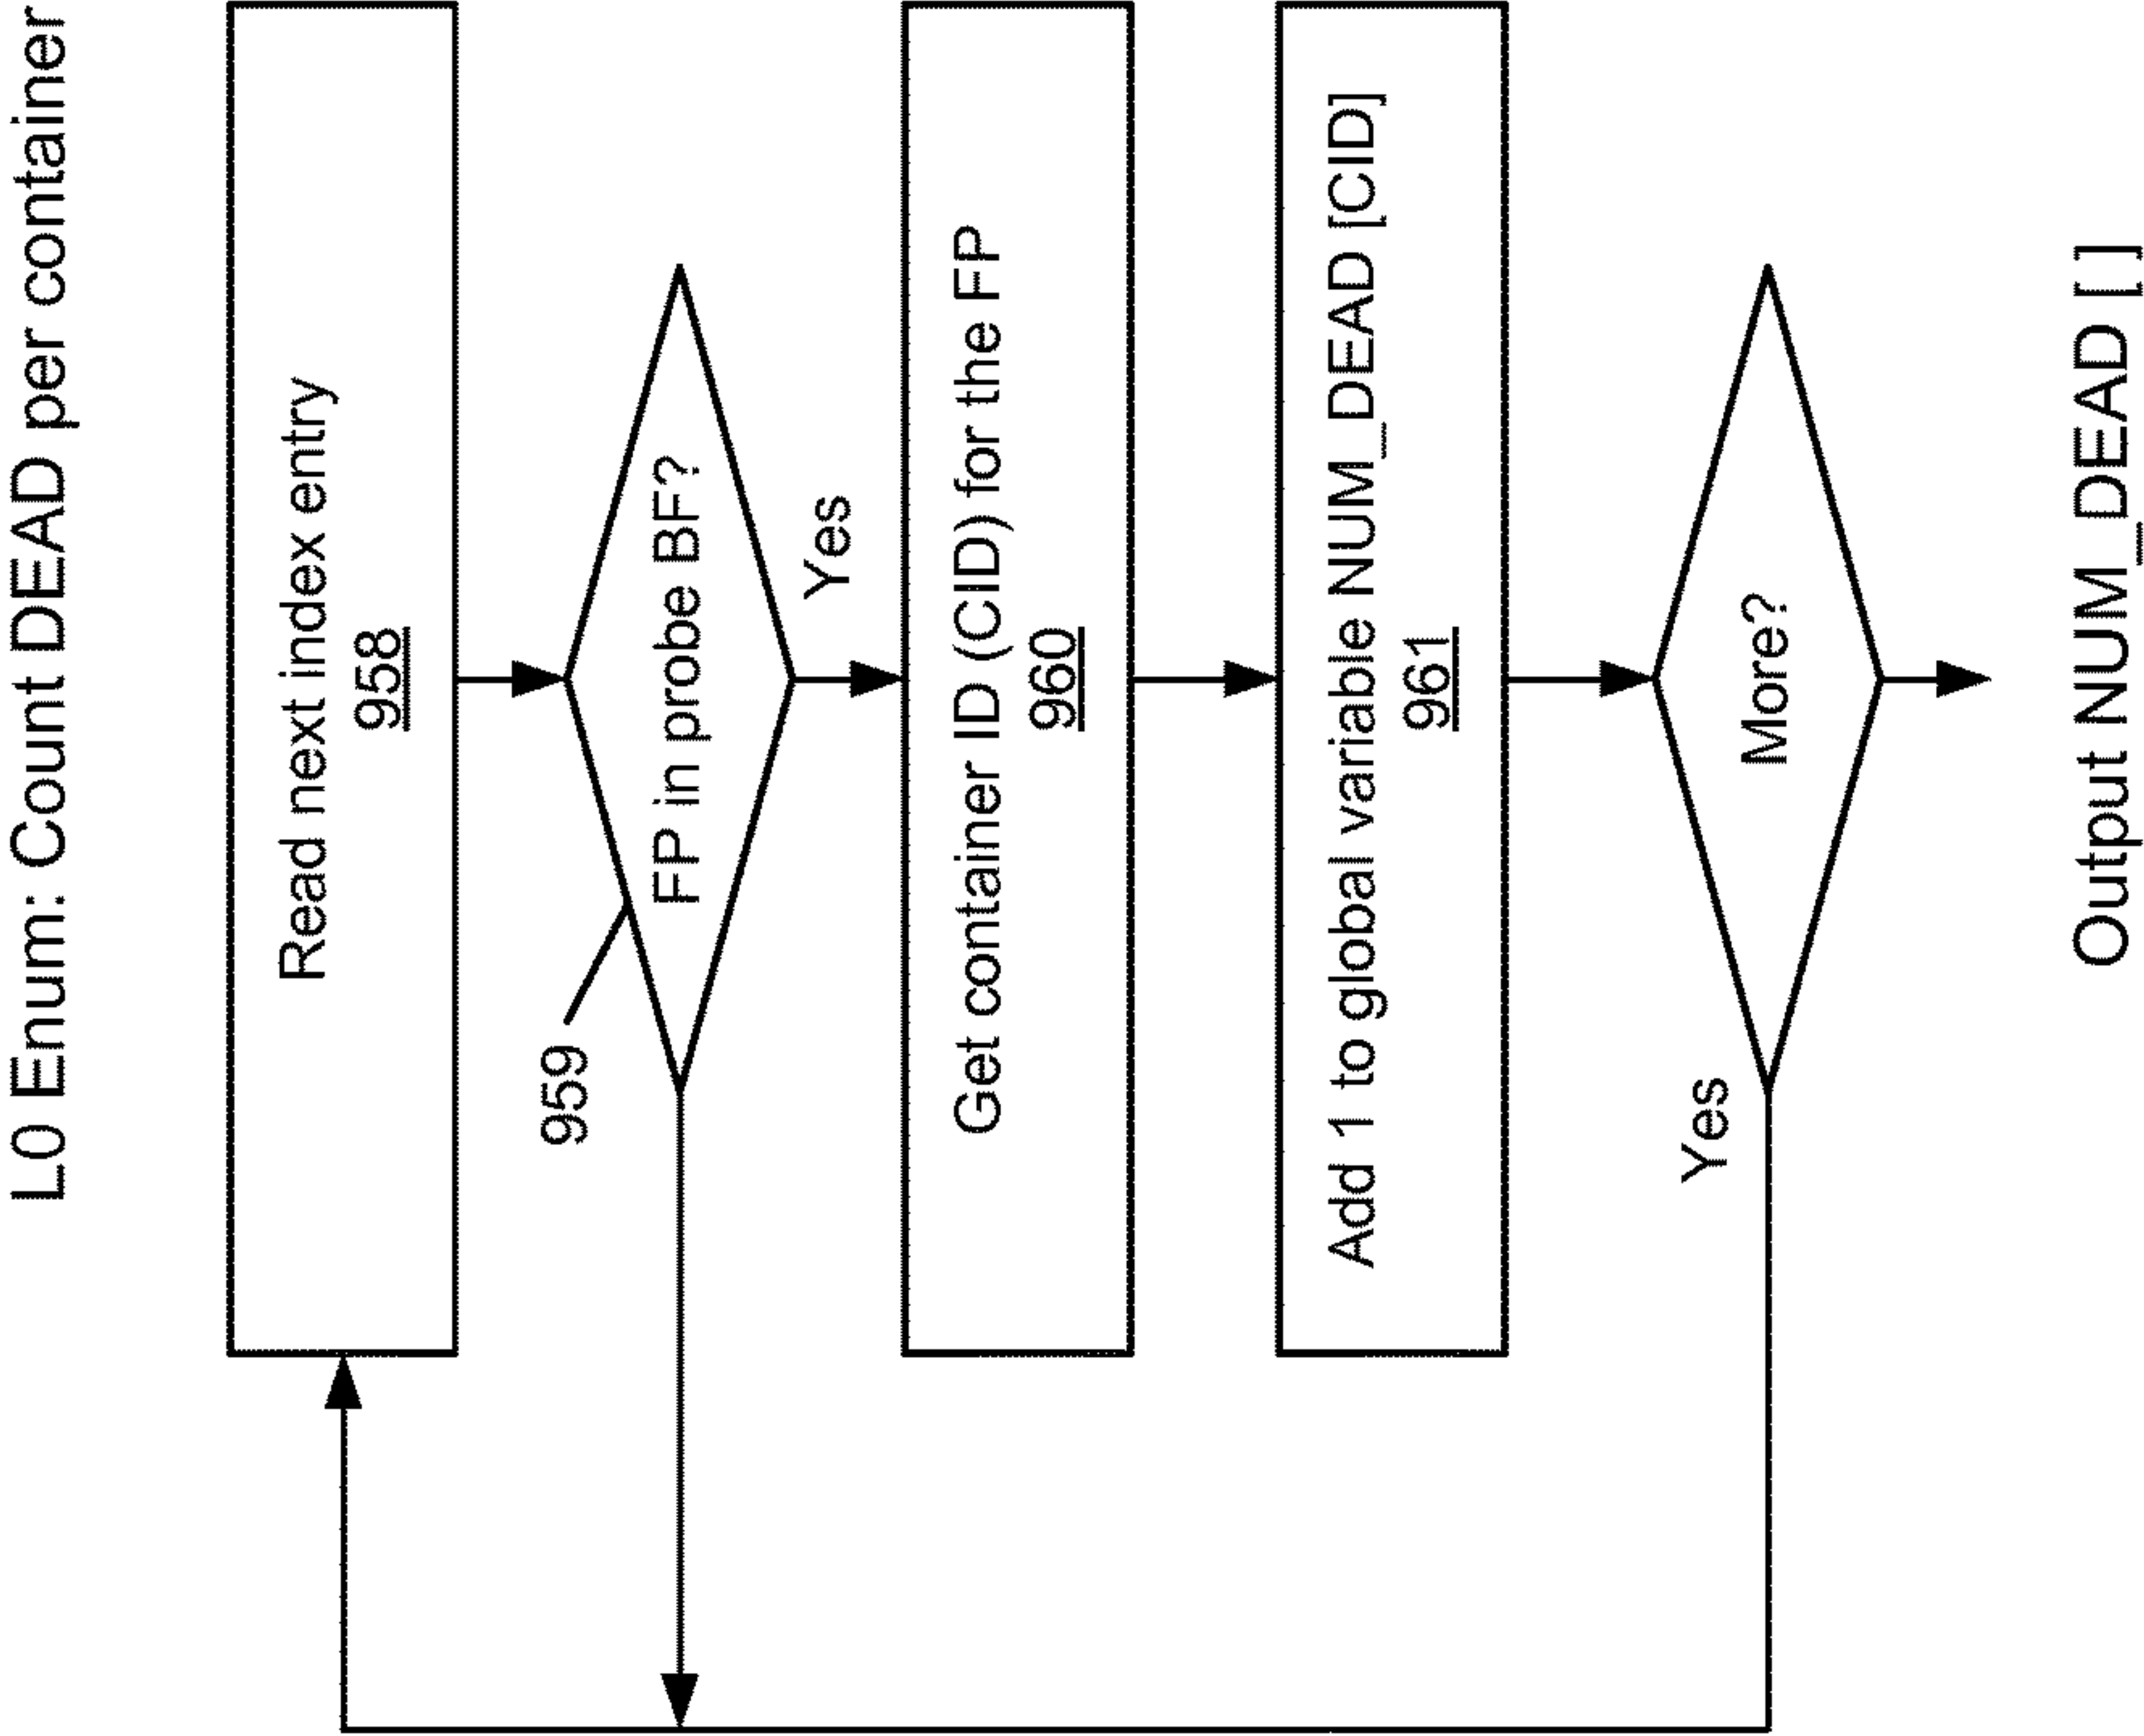 L0 Enum: Count DEAD per container
Read next index entry
958
959
FP in probe BF?
Yes
Get container ID (CID) for the FP
960
Add 1 to global variable NUM_DEAD [CID]
961
Yes
More?
Output NUM_DEAD [ ]